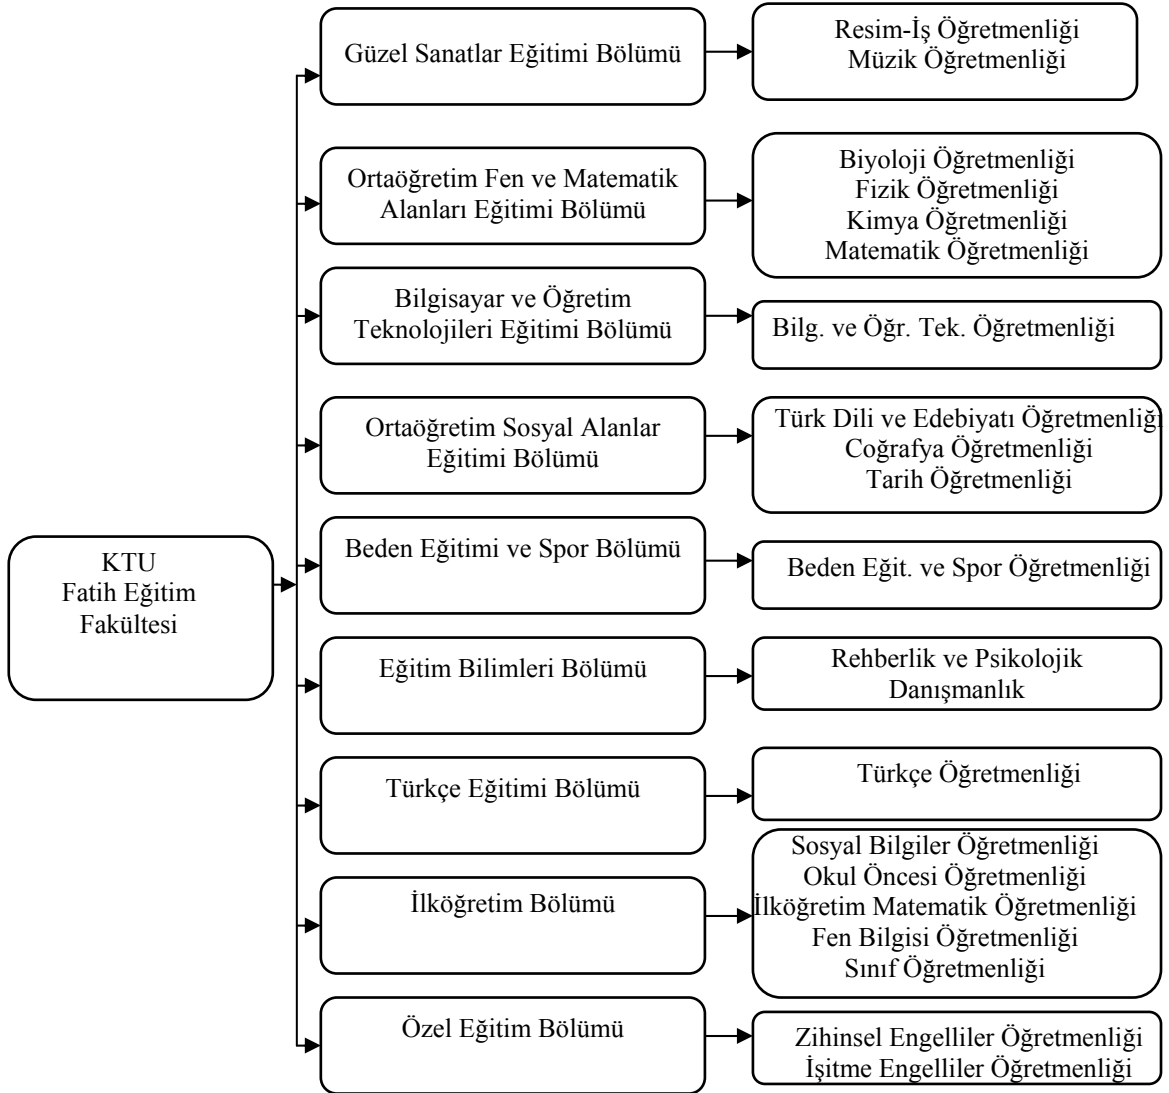 Güzel Sanatlar Eğitimi Bölümü
Resim-İş Öğretmenliği
Müzik Öğretmenliği
Ortaöğretim Fen ve Matematik
Alanları Eğitimi Bölümü
Biyoloji Öğretmenliği
Fizik Öğretmenliği
Kimya Öğretmenliği
Matematik Öğretmenliği
Bilgisayar ve Öğretim
Teknolojileri Eğitimi Bölümü
Bilg. ve Öğr. Tek. Öğretmenliği
Ortaöğretim Sosyal Alanlar
Eğitimi Bölümü
Türk Dili ve Edebiyatı Öğretmenliği
Coğrafya Öğretmenliği
Tarih Öğretmenliği
KTU
Fatih Eğitim
Fakültesi
Beden Eğitimi ve Spor Bölümü
Beden Eğit. ve Spor Öğretmenliği
Eğitim Bilimleri Bölümü
Rehberlik ve Psikolojik
Danışmanlık
Türkçe Eğitimi Bölümü
Türkçe Öğretmenliği
İlköğretim Bölümü
Sosyal Bilgiler Öğretmenliği
Okul Öncesi Öğretmenliği
İlköğretim Matematik Öğretmenliği
Fen Bilgisi Öğretmenliği
Sınıf Öğretmenliği
Özel Eğitim Bölümü
Zihinsel Engelliler Öğretmenliği
İşitme Engelliler Öğretmenliği